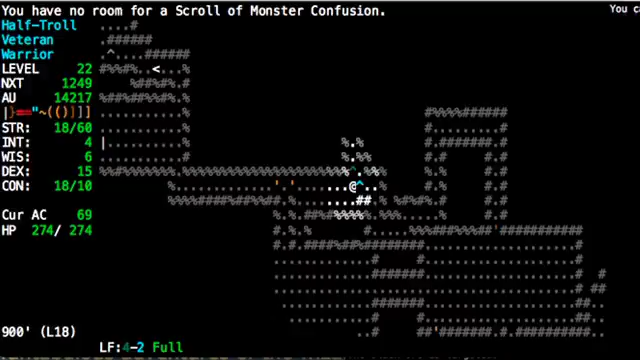 You have no room for a Scroll of Monster Confusion.
You ca
Half-Troll
Veteran
Warrior
LEVEL 22
NXT 1249
AU 14217
STR: 18/60
INT: 4
WIS: 6
DEX: 15
CON: 18/10
Cur AC 69
HP 274/ 274
900' (L18)
LF:4-2 Full